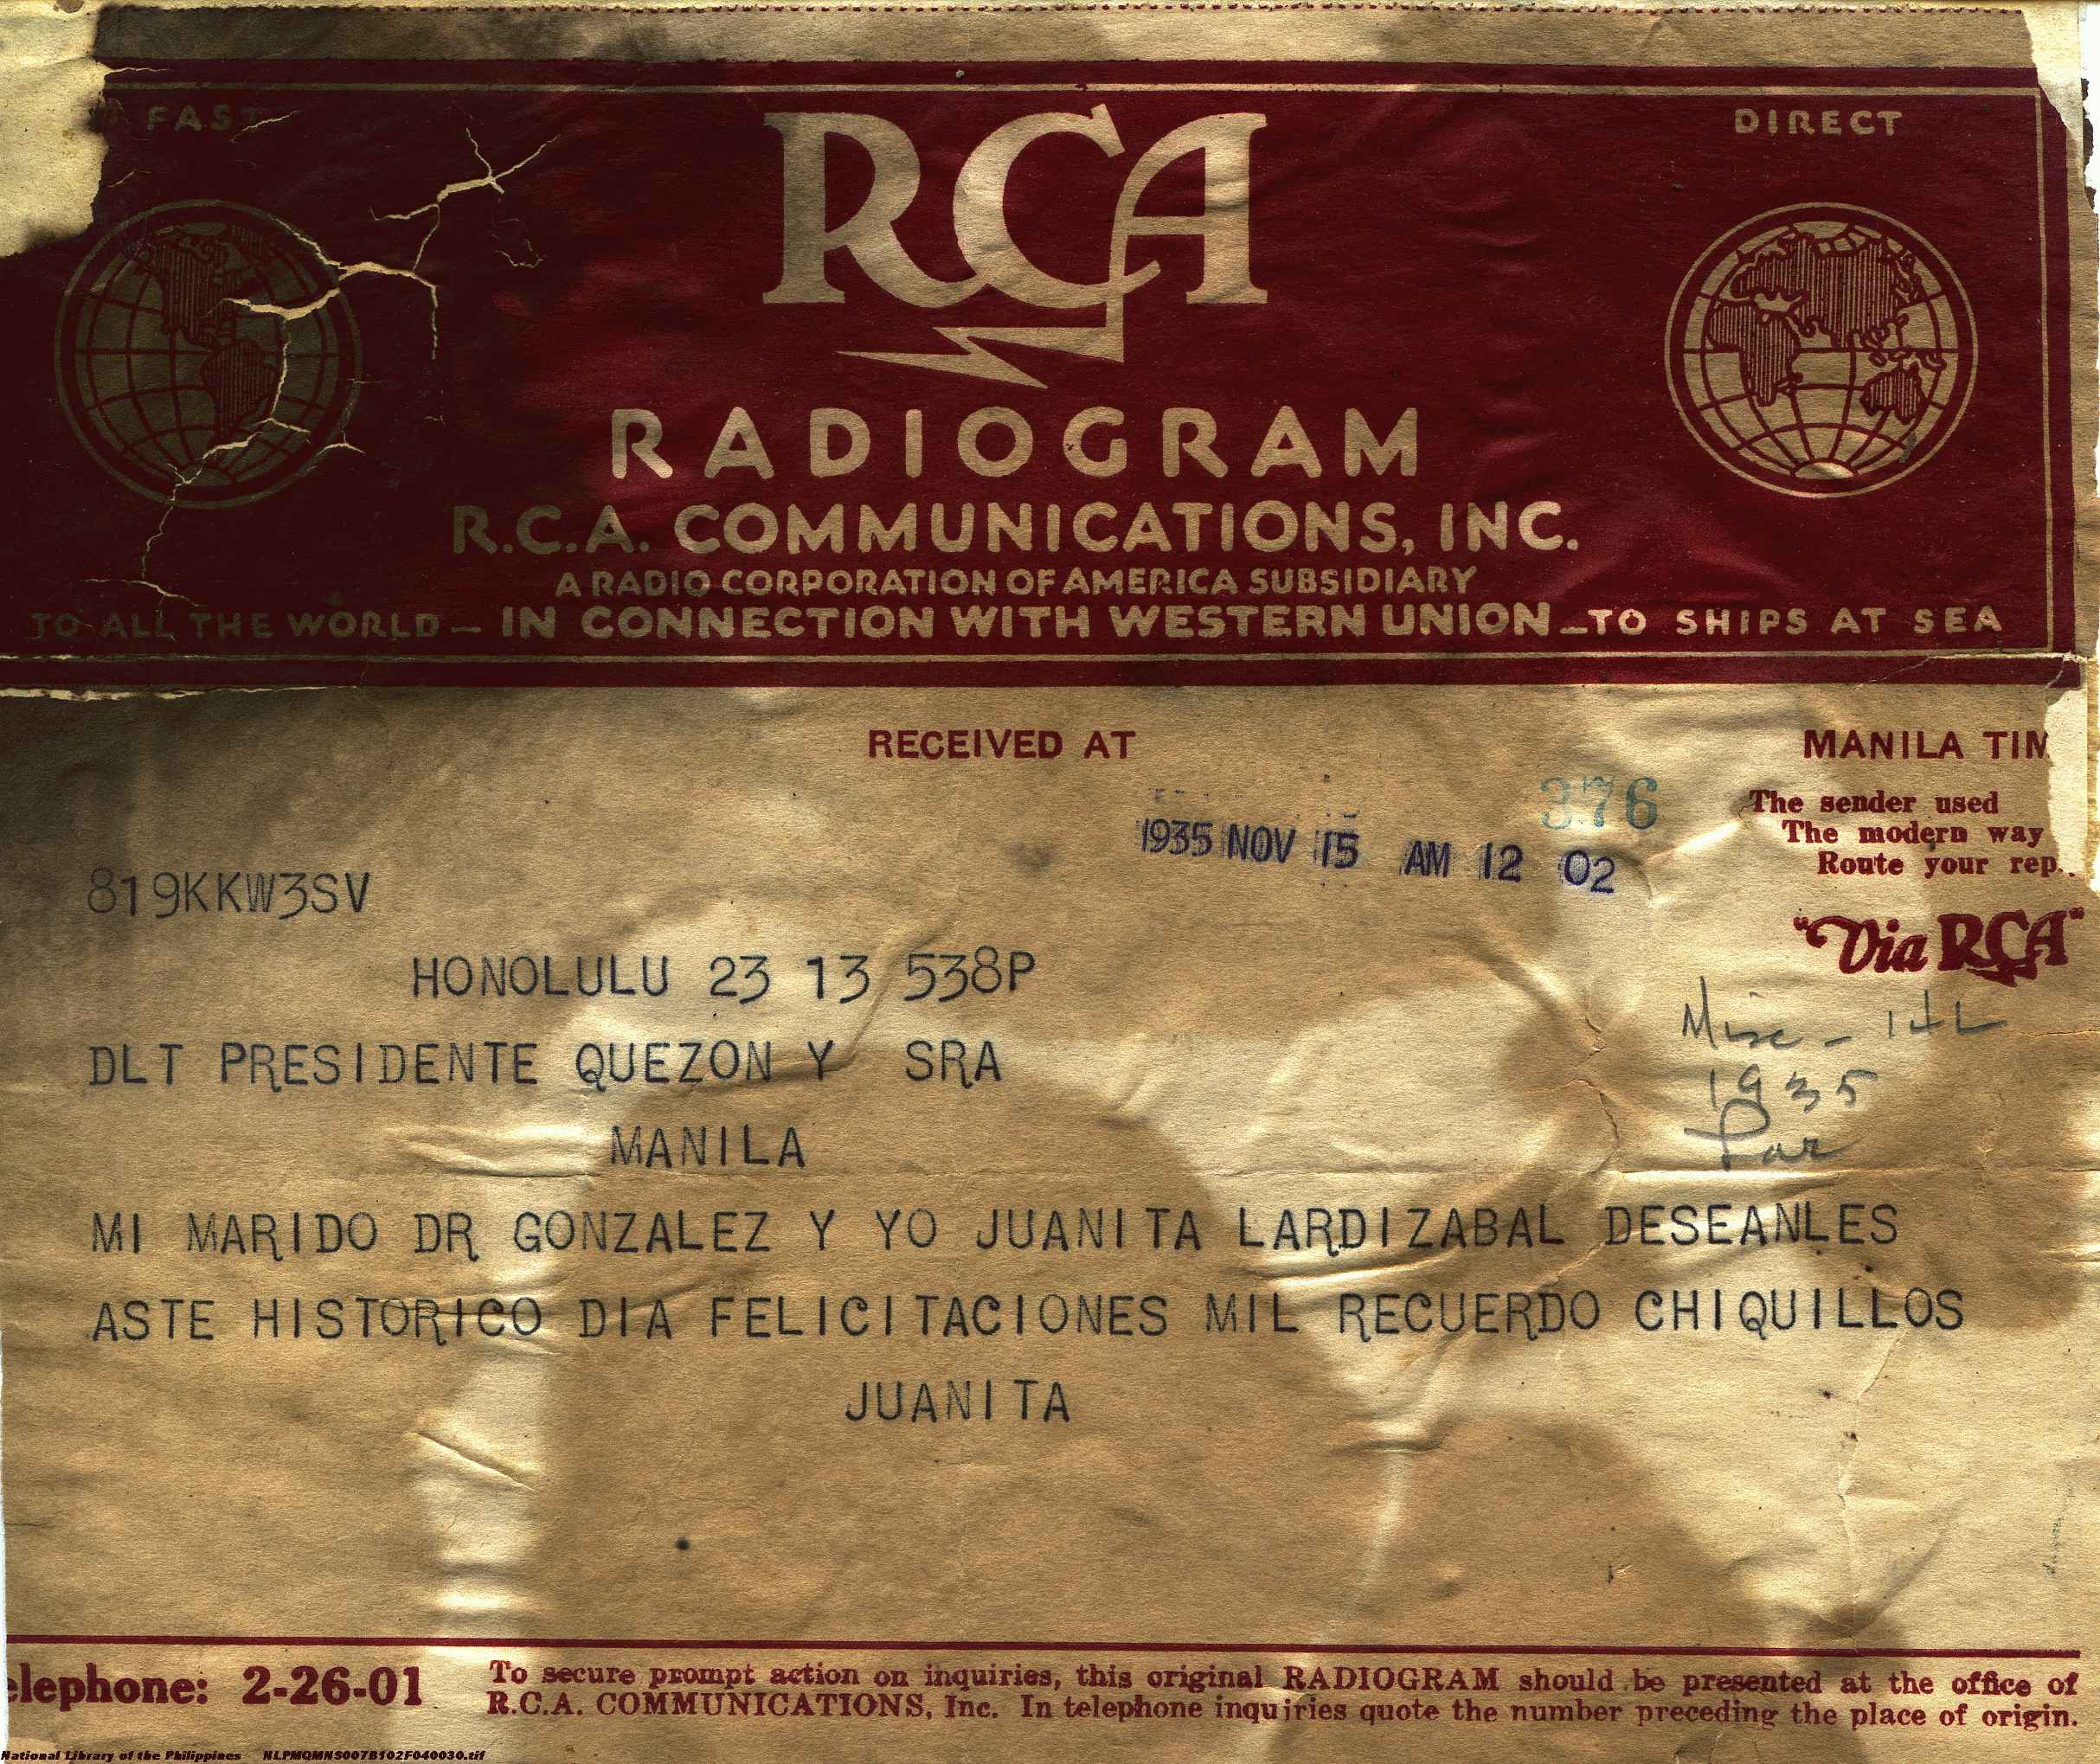 FAST
DIRECT
RCA
RADIOGRAM
R.C.A. COMMUNICATIONS, INC.
A RADIO CORPORATION OF AMERICA SUBSIDIARY
TO ALL THE WORLD — IN CONNECTION WITH WESTERN UNION — TO SHIPS AT SEA
RECEIVED AT
MANILA TIM
376
The sender used
1935 NOV 15 AM 12 02
The modern way
Route your rep..
819KKW3SV
"Via RCA"
HONOLULU 23 13 538P
Misc -
1935
DLT PRESIDENTE QUEZON Y SRA
MANILA
MI MARIDO DR GONZALEZ Y YO JUANITA LARDIZABAL DESEANLES
ASTE HISTORICO DIA FELICITACIONES MIL RECUERDO CHIQUILLOS
JUANITA
elephone: 2-26-01
To secure prompt action on inquiries, this original RADIOGRAM should be presented at the office of
R.C.A. COMMUNICATIONS, Inc. In telephone inquiries quote the number preceding the place of origin.
National Library of the Philippines NLPMQMNS007B102F040030.tif